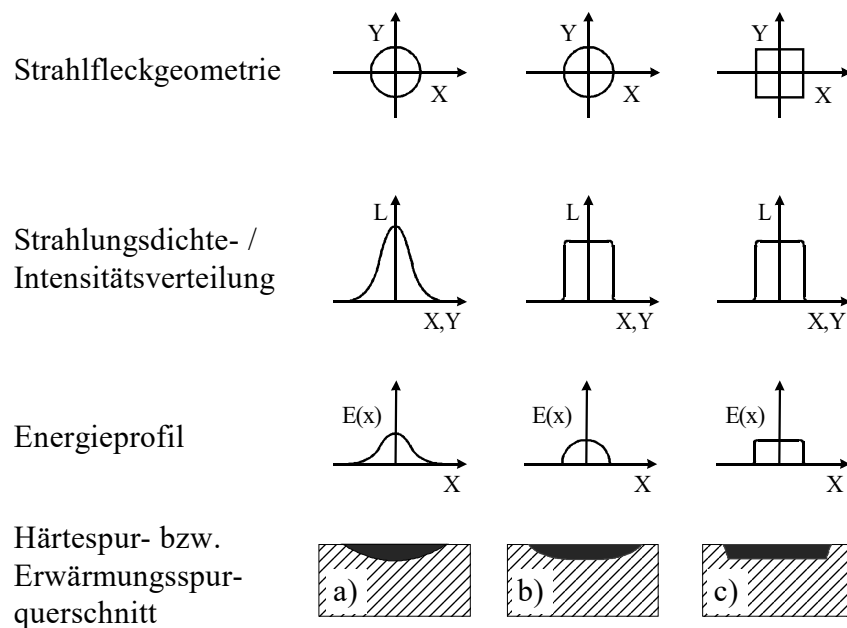 Strahlfleckgeometrie
Y Y Y
X X X
Strahlungsdichte- /
Intensitätsverteilung
L L L
X,Y X,Y X,Y
Energieprofil
E(x) E(x) E(x)
X X X
Härtespur- bzw.
Erwärmungsspur-
querschnitt
a) b) c)